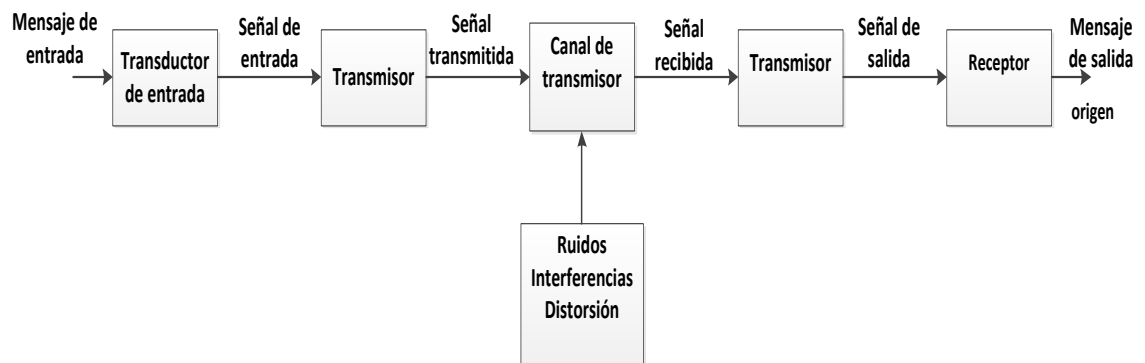 Mensaje de
entrada
Transductor
de entrada
Señal de
entrada
Transmisor
Señal
transmitida
Canal de
transmisor
Señal
recibida
Transmisor
Señal de
salida
Receptor
Mensaje
de salida
origen
Ruidos
Interferencias
Distorsión